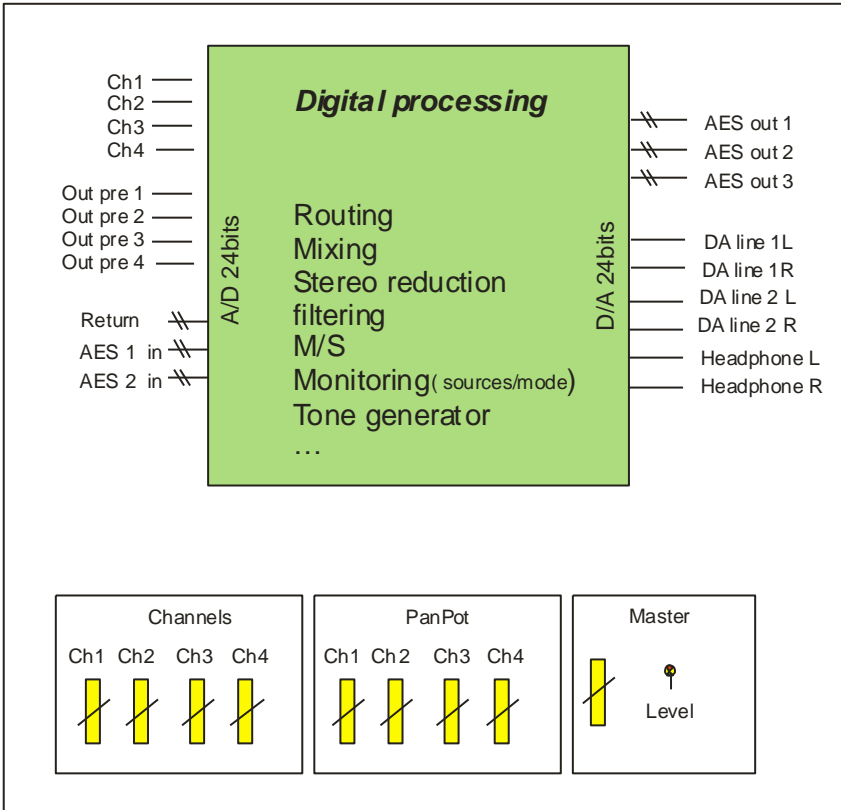 Digital processing
Ch1
Ch2
Ch3
Ch4
Out pre 1
Out pre 2
Out pre 3
Out pre 4
Return
AES 1 in
AES 2 in
A/D 24bits
Routing
Mixing
Stereo reduction
filtering
M/S
Monitoring( sources/mode)
Tone generator
...
D/A 24bits
AES out 1
AES out 2
AES out 3
DA line 1L
DA line 1R
DA line 2 L
DA line 2 R
Headphone L
Headphone R
Channels
Ch1 Ch2 Ch3 Ch4
PanPot
Ch1 Ch2 Ch3 Ch4
Master
Level